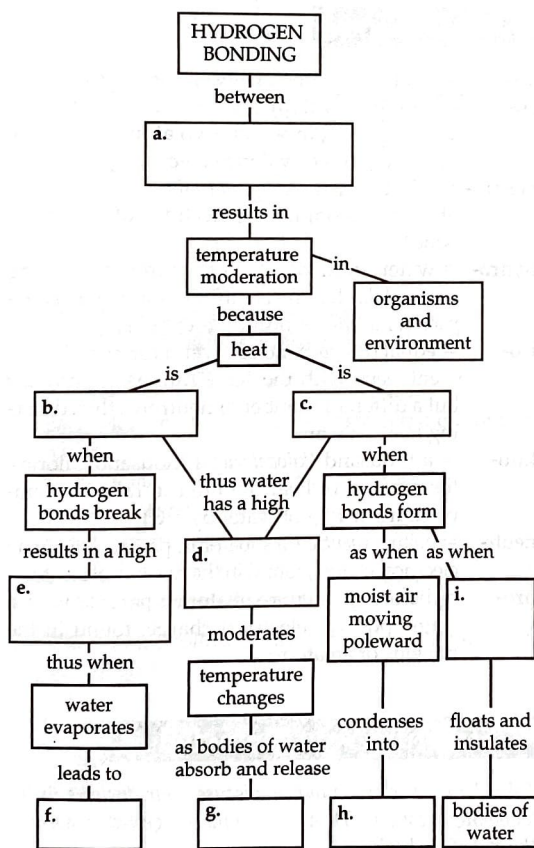 HYDROGEN
BONDING
between
a.
results in
temperature
moderation
in
organisms
and
environment
because
heat
is
is
b.
c.
when
when
thus water
has a high
hydrogen
bonds break
hydrogen
bonds form
results in a high
as when
as when
e.
d.
moist air
moving
poleward
i.
moderates
thus when
temperature
changes
water
evaporates
condenses
into
floats and
insulates
as bodies of water
absorb and release
leads to
f.
g.
h.
bodies of
water